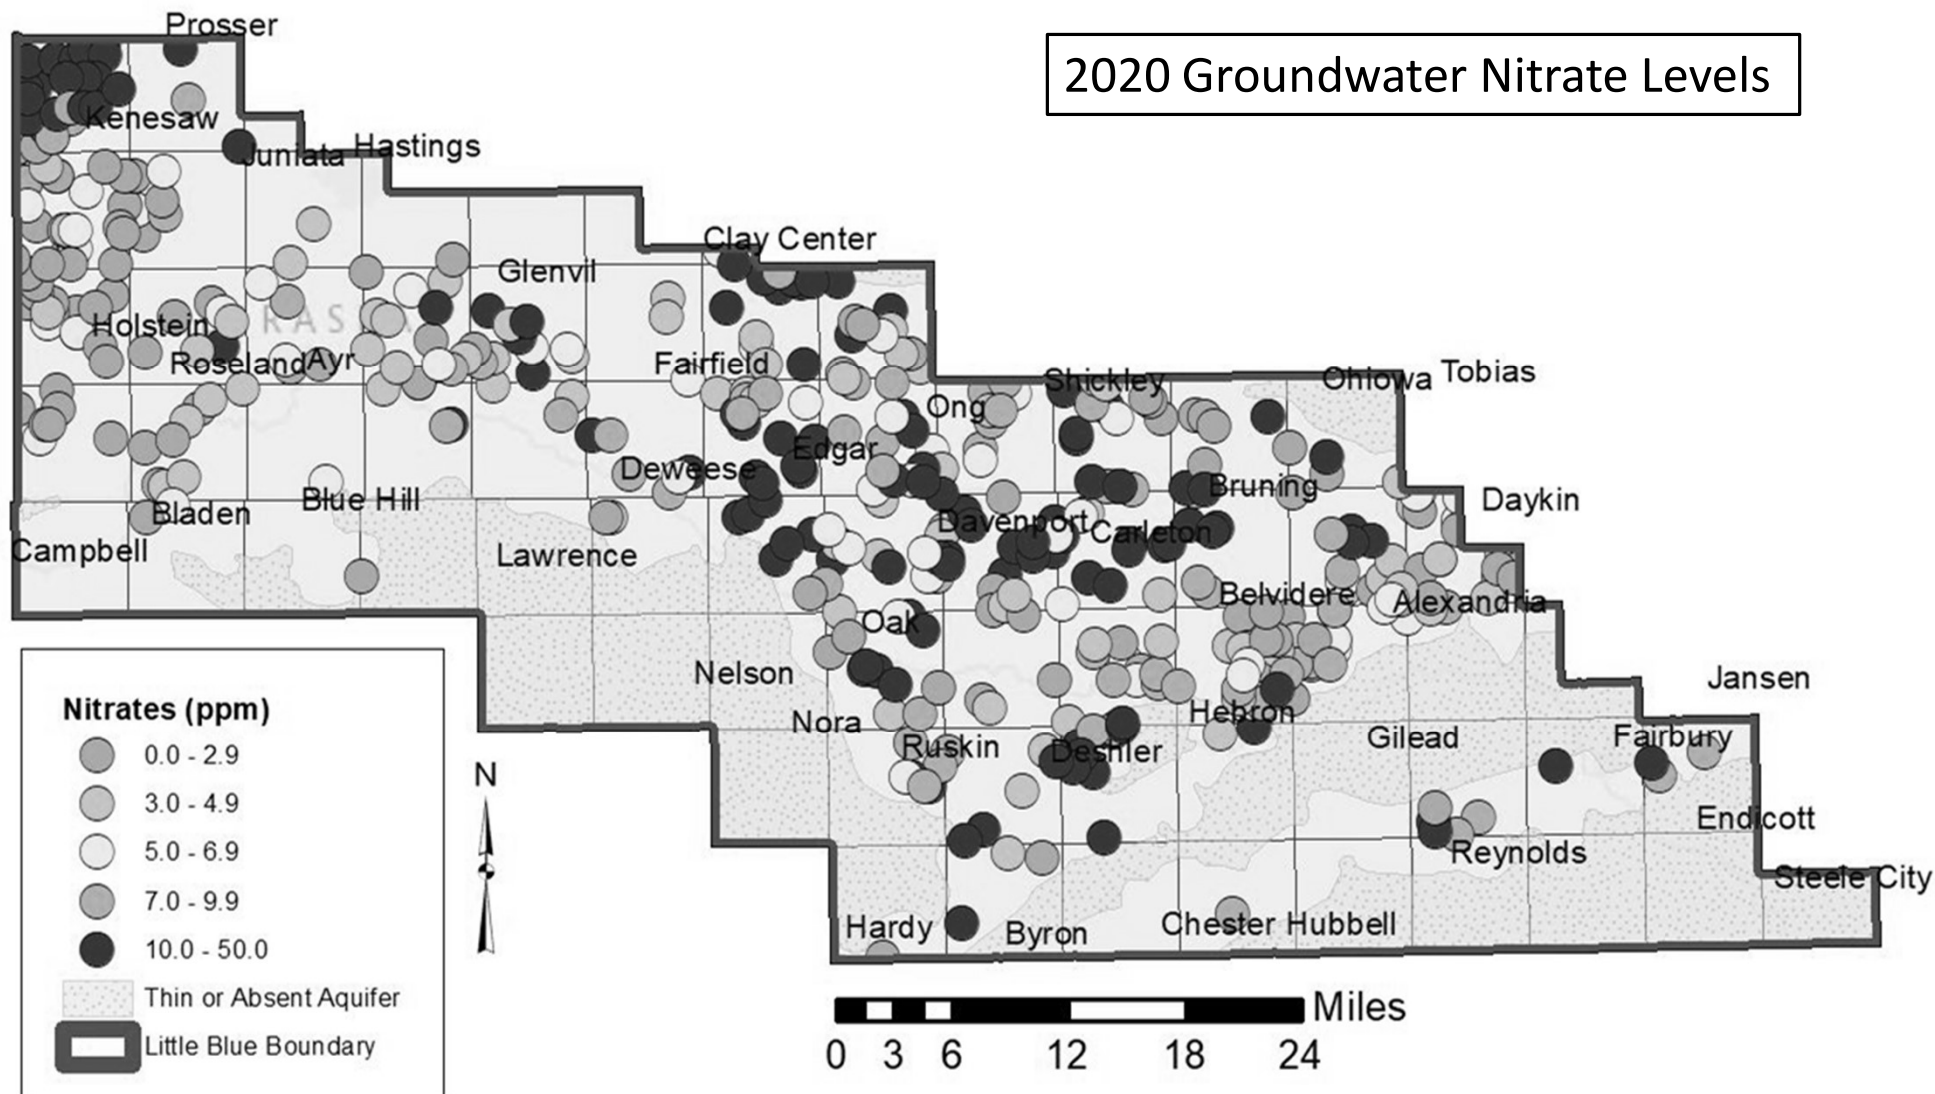 Prosser
2020 Groundwater Nitrate Levels
Kenesaw
Juniata
Hastings
Clay Center
Glenvil
Holstein
RAS
Roseland
Ayr
Fairfield
Shickley
Ohiowa
Tobias
Ong
Edgar
Deweese
Bruning
Blue Hill
Bladen
Daykin
Davenport
Carleton
Campbell
Lawrence
Belvidere
Alexandria
Oak
Nelson
Jansen
Nora
Hebron
Ruskin
Deshler
Gilead
Fairbury
Endicott
Reynolds
Steele City
Hardy
Byron
Chester
Hubbell
Nitrates (ppm)
0.0 - 2.9
3.0 - 4.9
5.0 - 6.9
7.0 - 9.9
10.0 - 50.0
Thin or Absent Aquifer
Little Blue Boundary
N
Miles
0 3 6 12 18 24